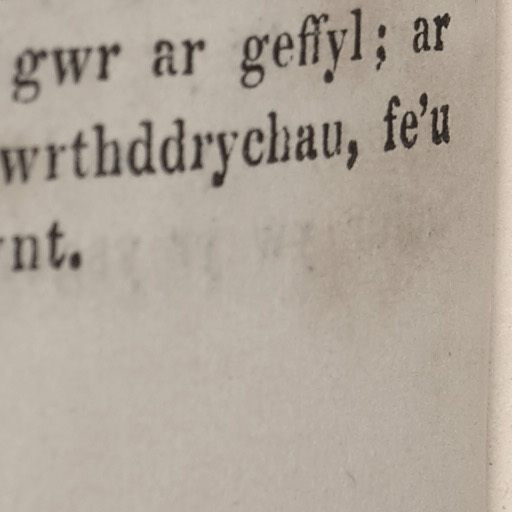 gwr ar geffyl; ar
wrthddrychau, fe'u
nt.